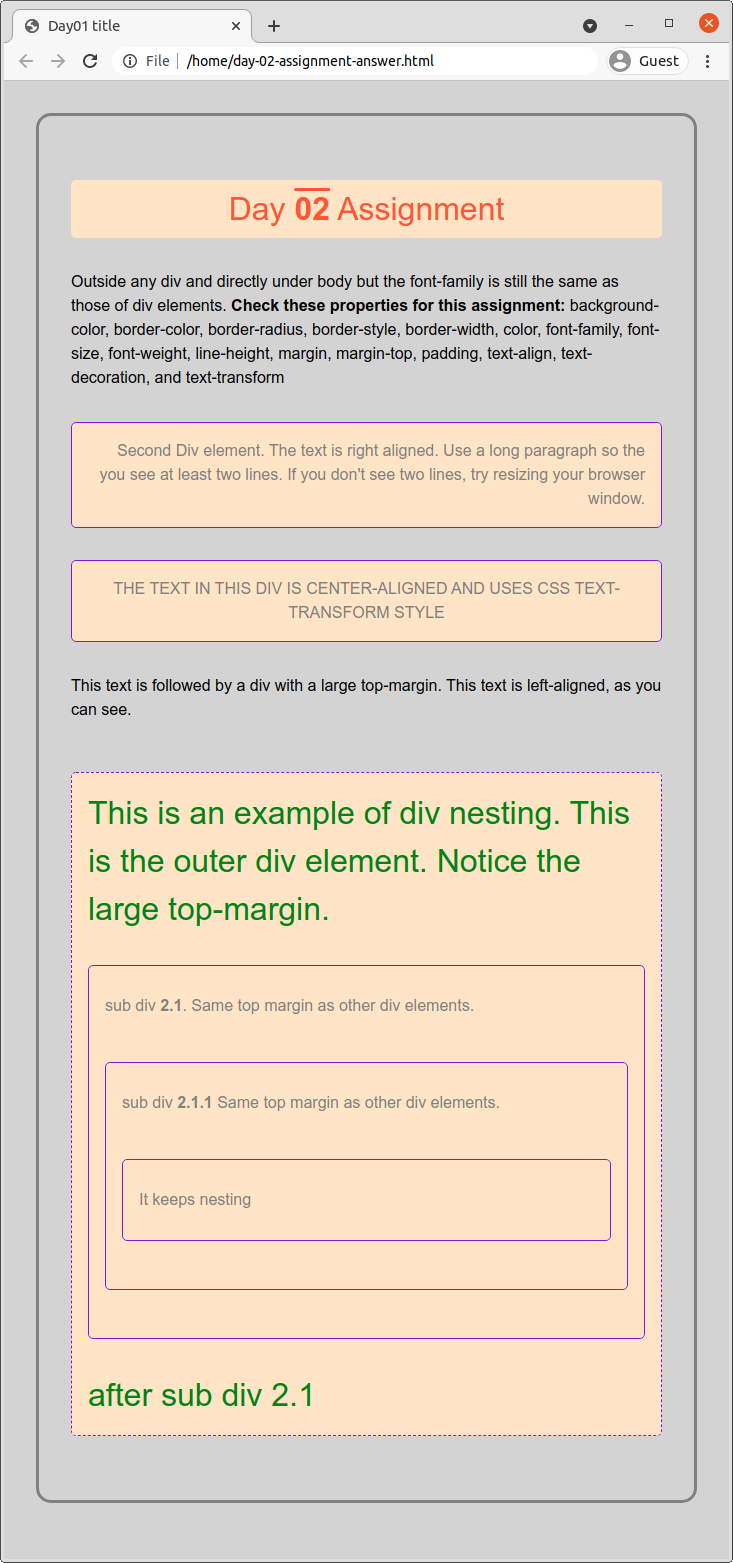 Day01 title
File | /home/day-02-assignment-answer.html Guest
Day 02 Assignment
Outside any div and directly under body but the font-family is still the same as
those of div elements. Check these properties for this assignment: background-
color, border-color, border-radius, border-style, border-width, color, font-family, font-
size, font-weight, line-height, margin, margin-top, padding, text-align, text-
decoration, and text-transform
Second Div element. The text is right aligned. Use a long paragraph so the
you see at least two lines. If you don't see two lines, try resizing your browser
window.
THE TEXT IN THIS DIV IS CENTER-ALIGNED AND USES CSS TEXT-
TRANSFORM STYLE
This text is followed by a div with a large top-margin. This text is left-aligned, as you
can see.
This is an example of div nesting. This
is the outer div element. Notice the
large top-margin.
sub div 2.1. Same top margin as other div elements.
sub div 2.1.1 Same top margin as other div elements.
It keeps nesting
after sub div 2.1